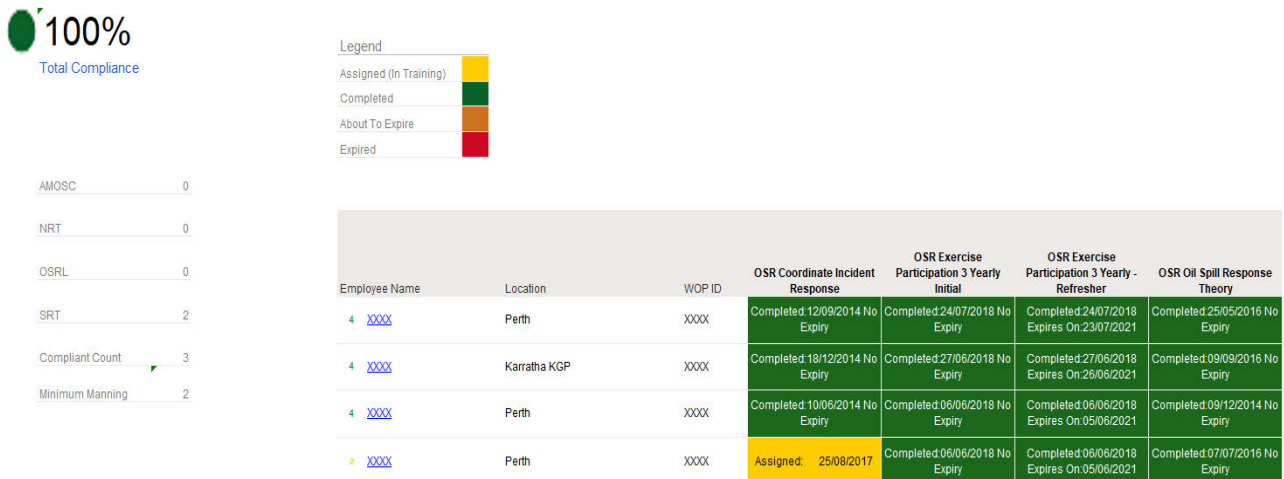 100%
Total Compliance
Legend
Assigned (In Training)
Completed
About To Expire
Expired
AMOSC 0
NRT 0
OSRL 0
SRT 2
Compliant Count 3
Minimum Manning 2
Employee Name Location WOP ID OSR Coordinate Incident Response OSR Exercise Participation 3 Yearly Initial OSR Exercise Participation 3 Yearly - Refresher OSR Oil Spill Response Theory
4 XXXX Perth XXXX Completed:12/09/2014 No Expiry Completed:24/07/2018 No Expiry Completed:24/07/2018 Expires On:23/07/2021 Completed:25/05/2016 No Expiry
4 XXXX Karratha KGP XXXX Completed:18/12/2014 No Expiry Completed:27/06/2018 No Expiry Completed:27/06/2018 Expires On:26/06/2021 Completed:09/09/2016 No Expiry
4 XXXX Perth XXXX Completed:10/06/2014 No Expiry Completed:06/06/2018 No Expiry Completed:06/06/2018 Expires On:05/06/2021 Completed:09/12/2014 No Expiry
2 XXXX Perth XXXX Assigned: 25/08/2017 Completed:06/06/2018 No Expiry Completed:06/06/2018 Expires On:05/06/2021 Completed:07/07/2016 No Expiry